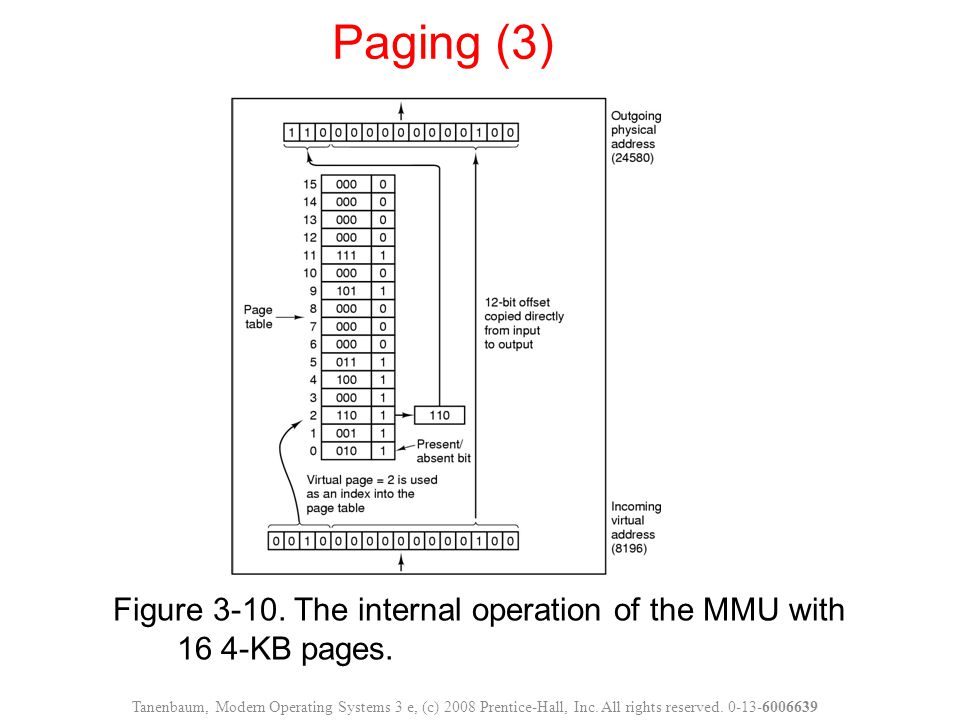 Paging (3)
Outgoing
physical
address
(24580)
1 1 0 0 0 0 0 0 0 0 0 0 1 0 0
15 000 0
14 000 0
13 000 0
12 000 0
11 111 1
10 000 0
9 101 1
8 000 0
7 000 0
6 000 0
5 011 1
4 100 1
3 000 1
2 110 1
1 001 1
0 010 1
Page
table
110
Present/
absent bit
12-bit offset
copied directly
from input
to output
Virtual page = 2 is used
as an index into the
page table
Incoming
virtual
address
(8196)
0 0 1 0 0 0 0 0 0 0 0 0 0 1 0 0
Figure 3-10. The internal operation of the MMU with
16 4-KB pages.
Tanenbaum, Modern Operating Systems 3 e, (c) 2008 Prentice-Hall, Inc. All rights reserved. 0-13-6006639